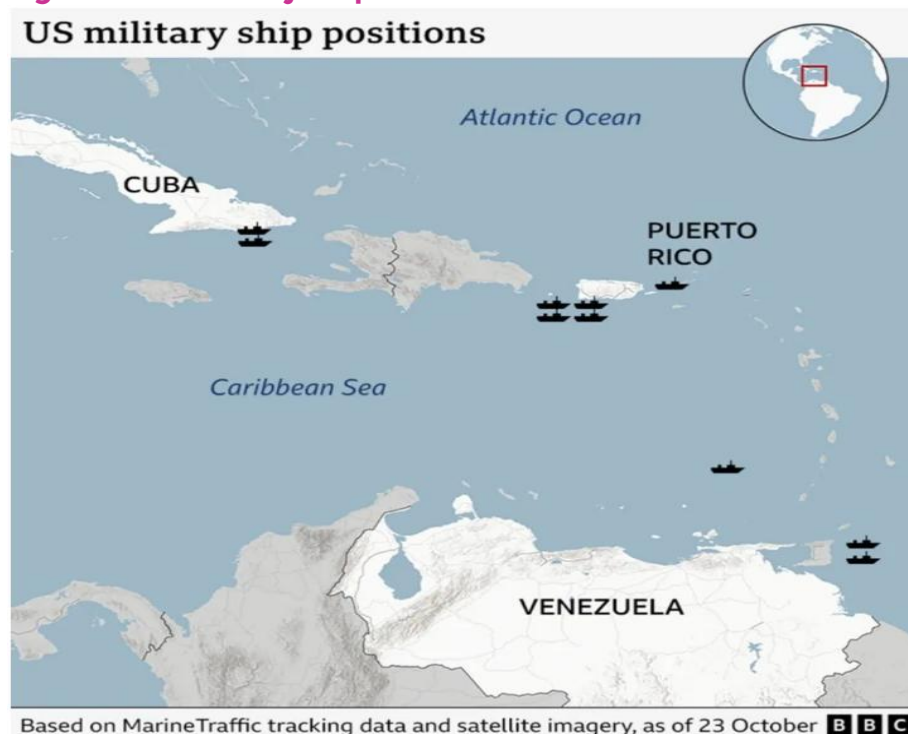 US military ship positions
Atlantic Ocean
CUBA
PUERTO
RICO
Caribbean Sea
VENEZUELA
Based on MarineTraffic tracking data and satellite imagery, as of 23 October BBC